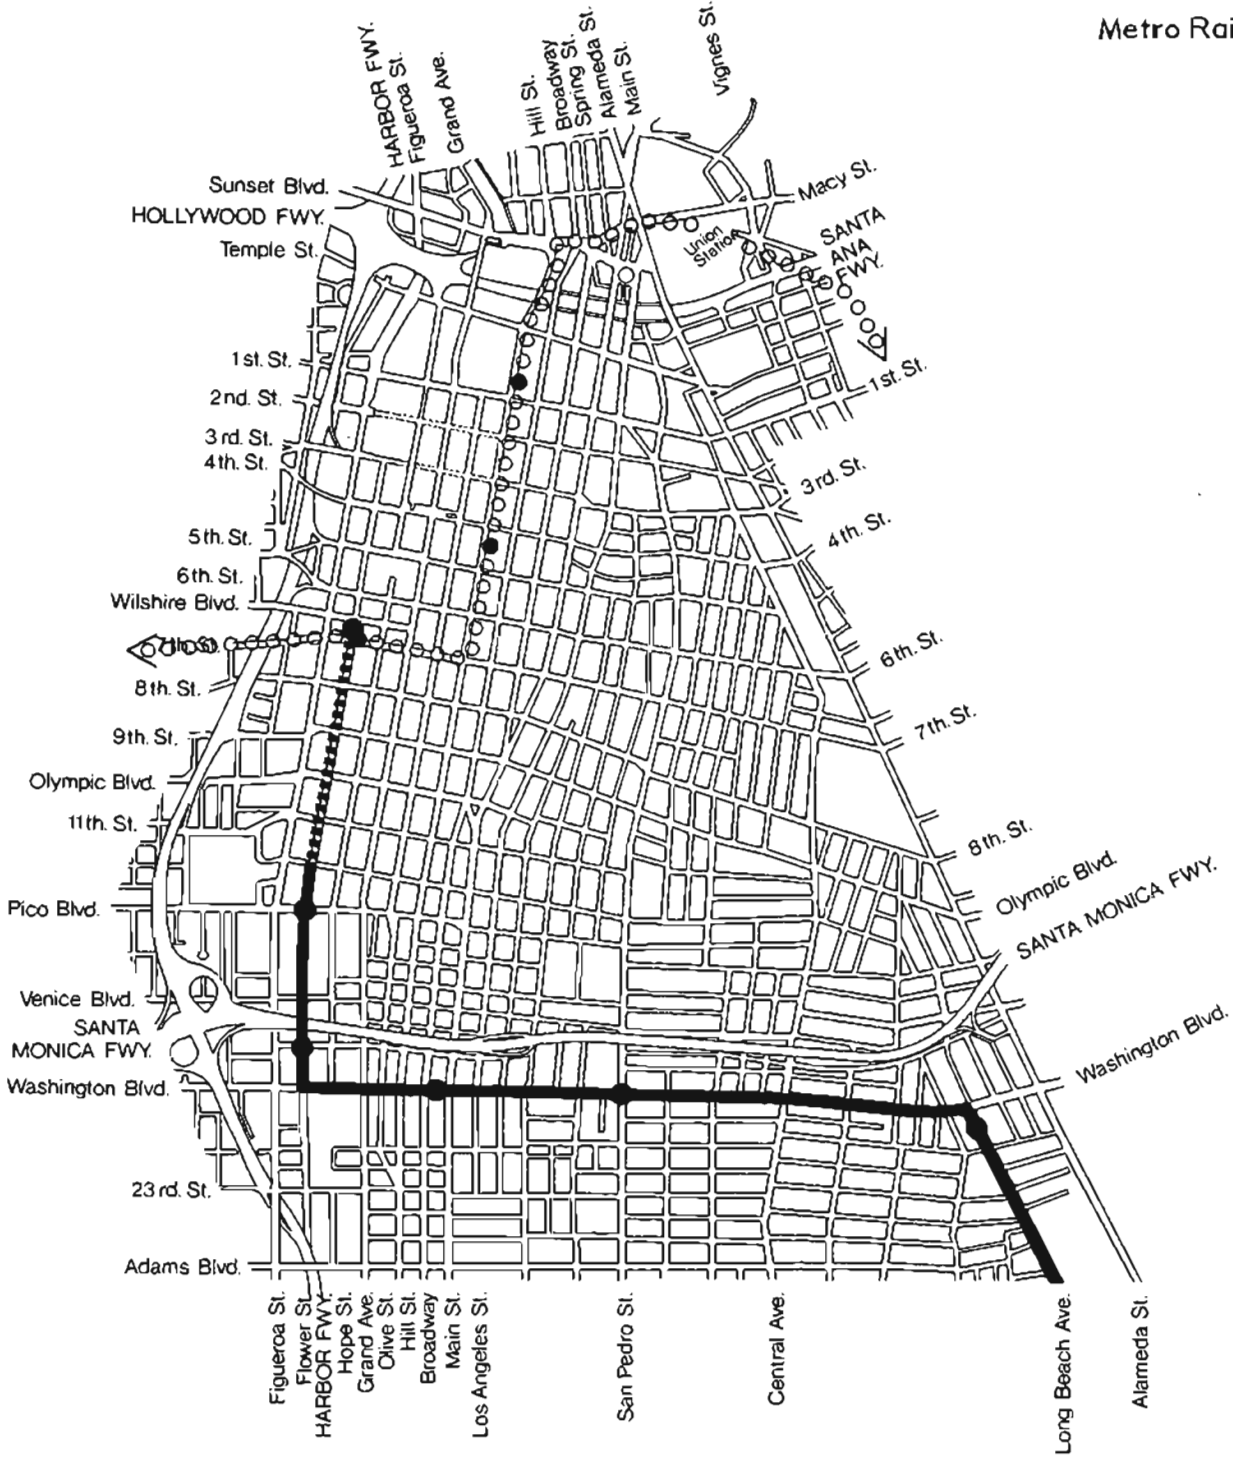 Metro Rai
HARBOR FWY.
Figueroa St.
Grand Ave.
Hill St.
Broadway
Spring St.
Alameda St.
Main St.
Vignes St.
Sunset Blvd.
HOLLYWOOD FWY.
Temple St.
Macy St.
Union
Station
SANTA
ANA
FWY.
1st. St.
2nd. St.
3rd. St.
4th. St.
5th. St.
6th. St.
Wilshire Blvd.
7th. St.
8th. St.
9th. St.
Olympic Blvd.
11th. St.
Pico Blvd.
Venice Blvd.
SANTA
MONICA FWY.
Washington Blvd.
23rd. St.
Adams Blvd.
1st. St.
3rd. St.
4th. St.
6th. St.
7th. St.
8th. St.
Olympic Blvd.
SANTA MONICA FWY.
Washington Blvd.
Figueroa St.
Flower St.
HARBOR FWY.
Hope St.
Grand Ave.
Olive St.
Hill St.
Broadway
Main St.
Los Angeles St.
San Pedro St.
Central Ave.
Long Beach Ave.
Alameda St.